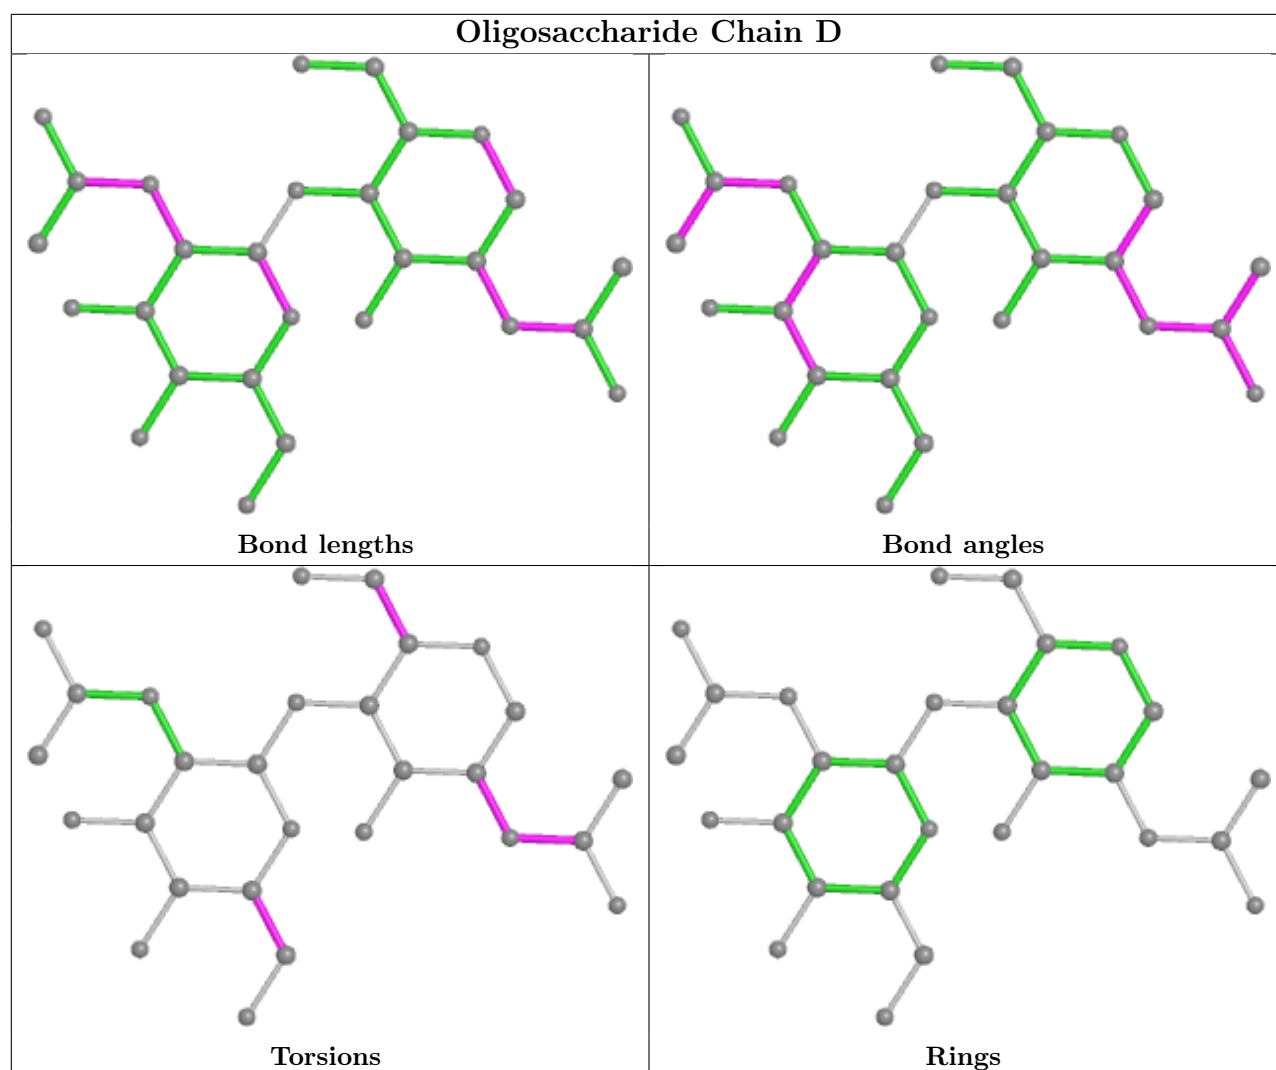 Oligosaccharide Chain D
Bond lengths
Bond angles
Torsions
Rings